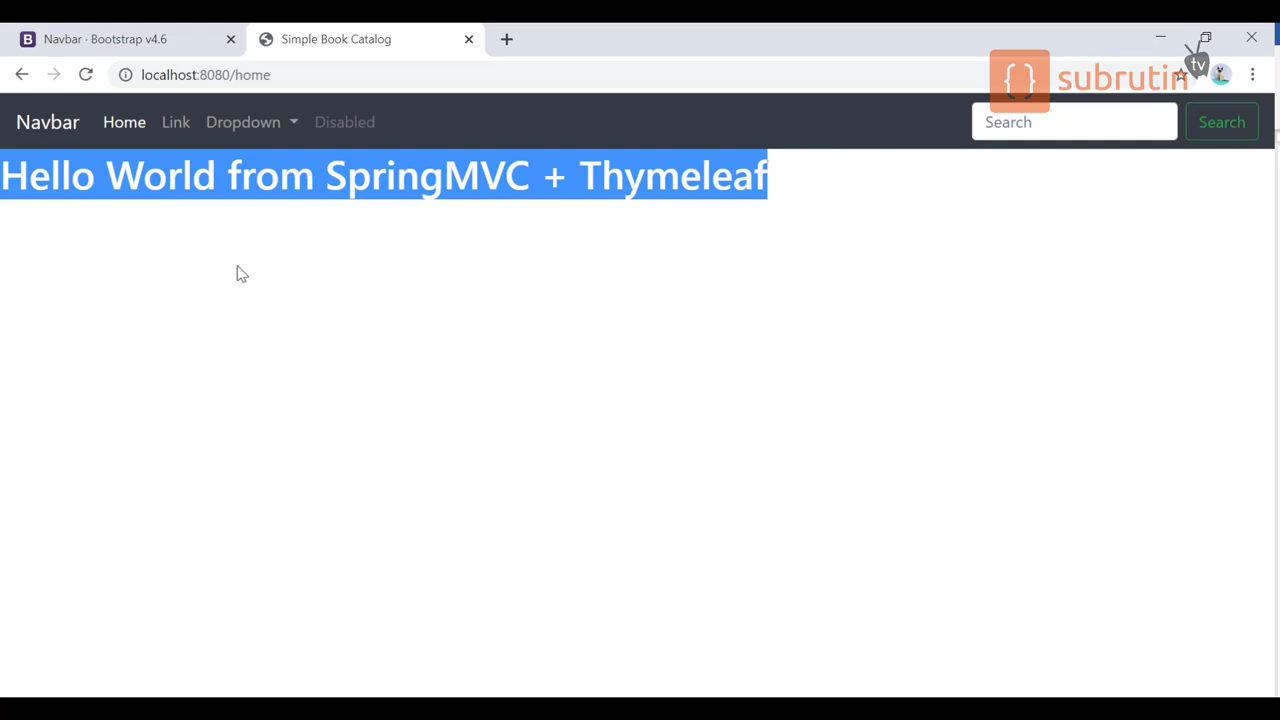 Navbar · Bootstrap v4.6
Simple Book Catalog
localhost:8080/home
{ } subrutin tv
Navbar Home Link Dropdown Disabled Search Search
Hello World from SpringMVC + Thymeleaf